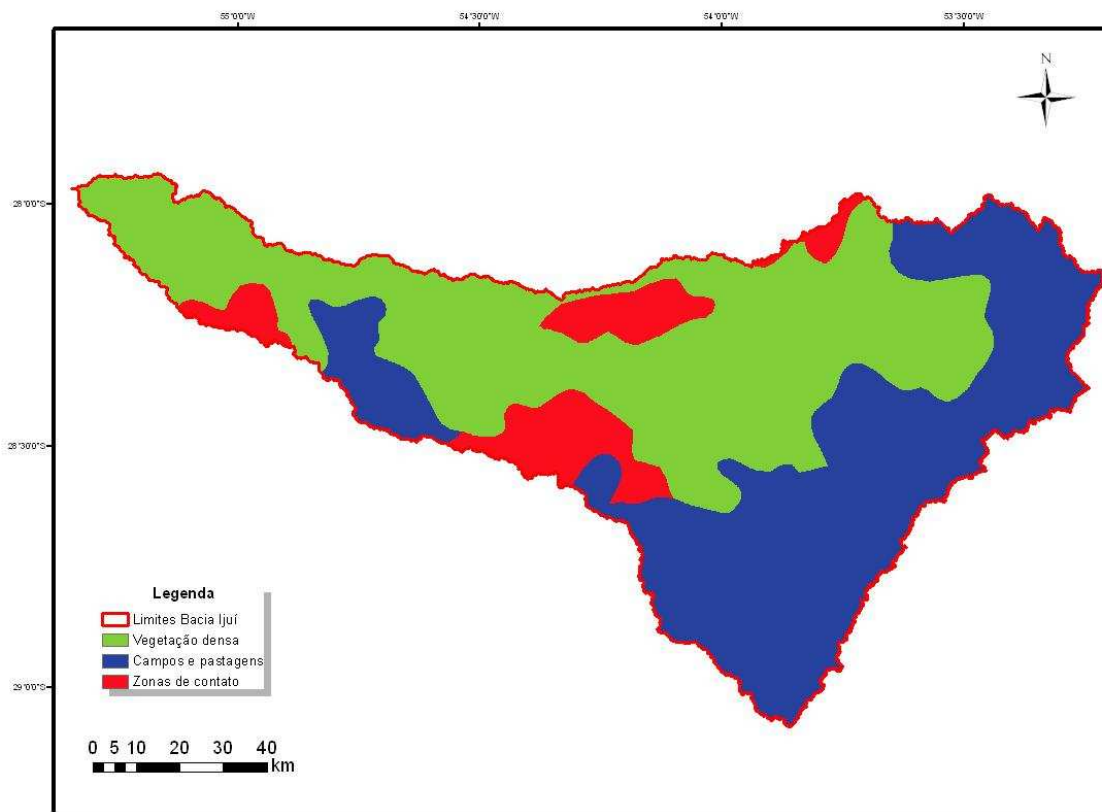 55°0'0"W 54°30'0"W 54°0'0"W 53°30'0"W
N
28°0'0"S
28°30'0"S
29°0'0"S
Legenda
Limites Bacia Ijuí
Vegetação densa
Campos e pastagens
Zonas de contato
0 5 10 20 30 40
km